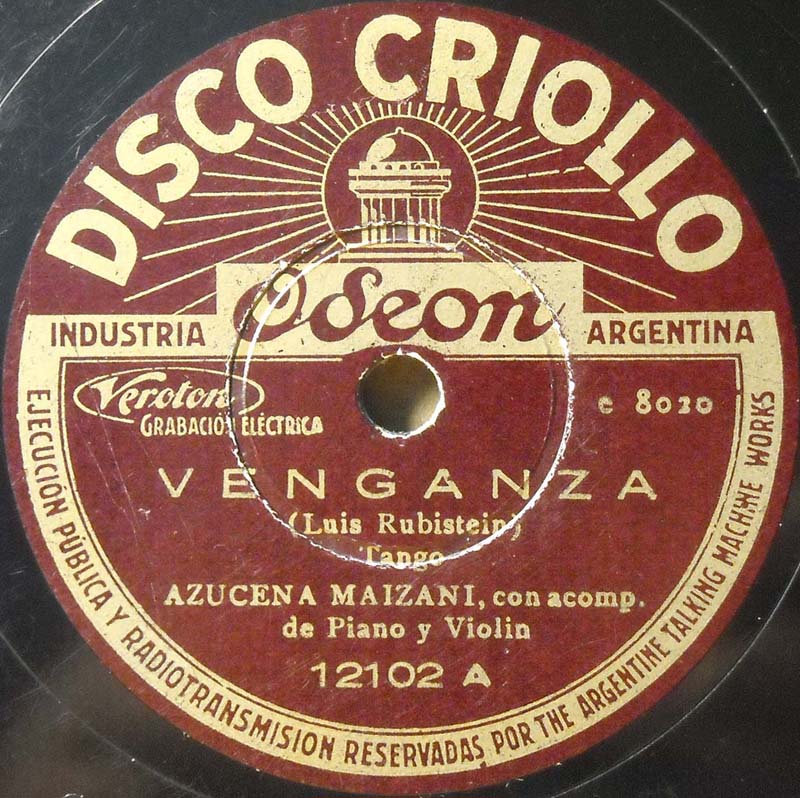 DISCO CRIOLLO
Odeon
INDUSTRIA ARGENTINA
Veroton
GRABACIÓN ELÉCTRICA
e 8020
VENGANZA
(Luis Rubistein)
Tango
AZUCENA MAIZANI, con acomp.
de Piano y Violin
12102 A
EJECUCIÓN PÚBLICA Y RADIOTRANSMISION RESERVADAS POR THE ARGENTINE TALKING MACHINE WORKS